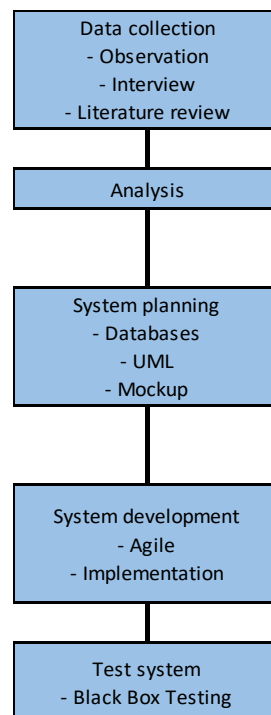 Data collection
- Observation
- Interview
- Literature review
Analysis
System planning
- Databases
- UML
- Mockup
System development
- Agile
- Implementation
Test system
- Black Box Testing